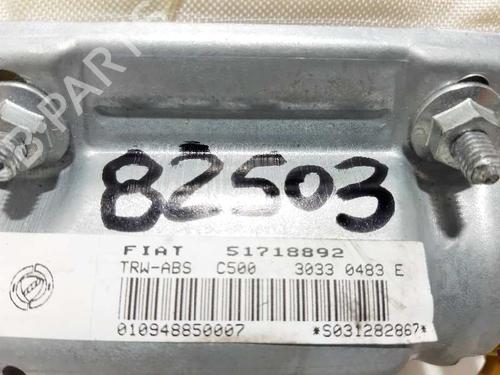 B-PARTS
82503
FIAT 51718892
TRW-ABS C500 3033 0483 E
010948850007 *S031282867*